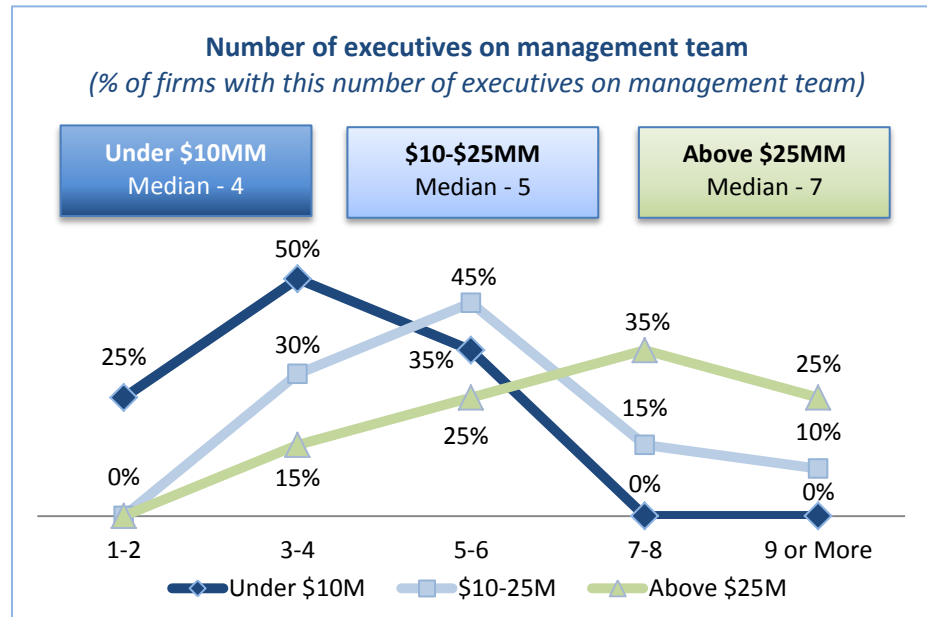 Number of executives on management team
(% of firms with this number of executives on management team)
Under $10MM
Median - 4
$10-$25MM
Median - 5
Above $25MM
Median - 7
50%
45%
25%
30%
35%
35%
25%
0%
15%
25%
15%
10%
0%
0%
1-2
3-4
5-6
7-8
9 or More
Under $10M
$10-25M
Above $25M